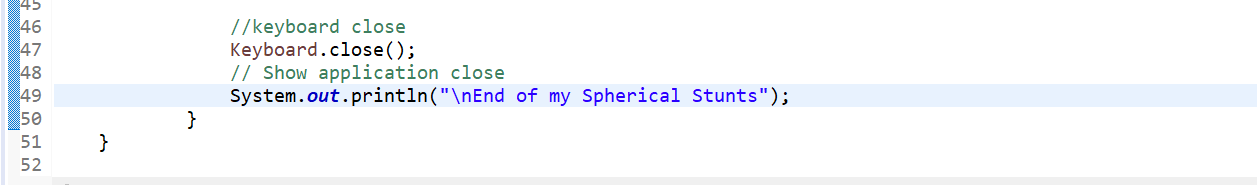 45
46 //keyboard close
47 Keyboard.close();
48 // Show application close
49 System.out.println("\nEnd of my Spherical Stunts");
50 }
51 }
52